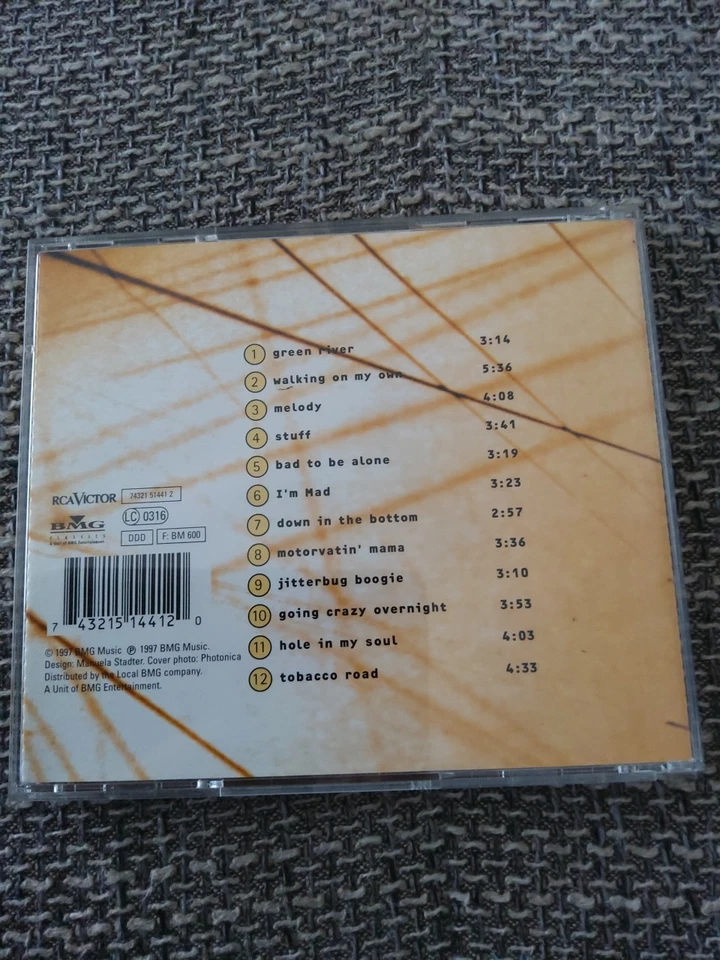 1 green river 3:14
2 walking on my own 5:36
3 melody 4:08
4 stuff 3:41
5 bad to be alone 3:19
6 I'm Mad 3:23
7 down in the bottom 2:57
8 motorvatin' mama 3:36
9 jitterbug boogie 3:10
10 going crazy overnight 3:53
11 hole in my soul 4:03
12 tobacco road 4:33
RCA VICTOR 74321 51441 2
BMG LC 0316
CLASSICS
DDD F: BM 600
7 43215 14412 0
© 1997 BMG Music ℗ 1997 BMG Music.
Design: Manuela Stadter. Cover photo: Photonica
Distributed by the Local BMG company.
A Unit of BMG Entertainment.